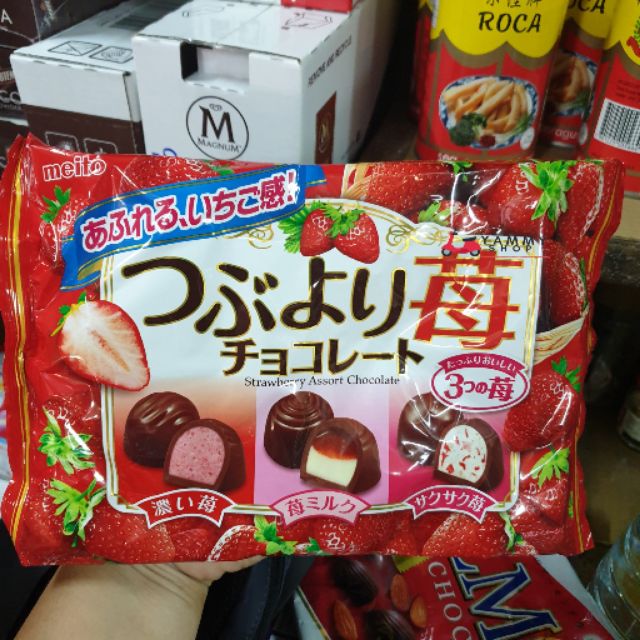 ROCA
M
MAGNUM
meito
あふれる、いちご感!
YAMM
つぶより苺
チョコレート
Strawberry Assort Chocolate
たっぷりおいしい
3つの苺
濃い苺
苺ミルク
サクサク苺
CHOC